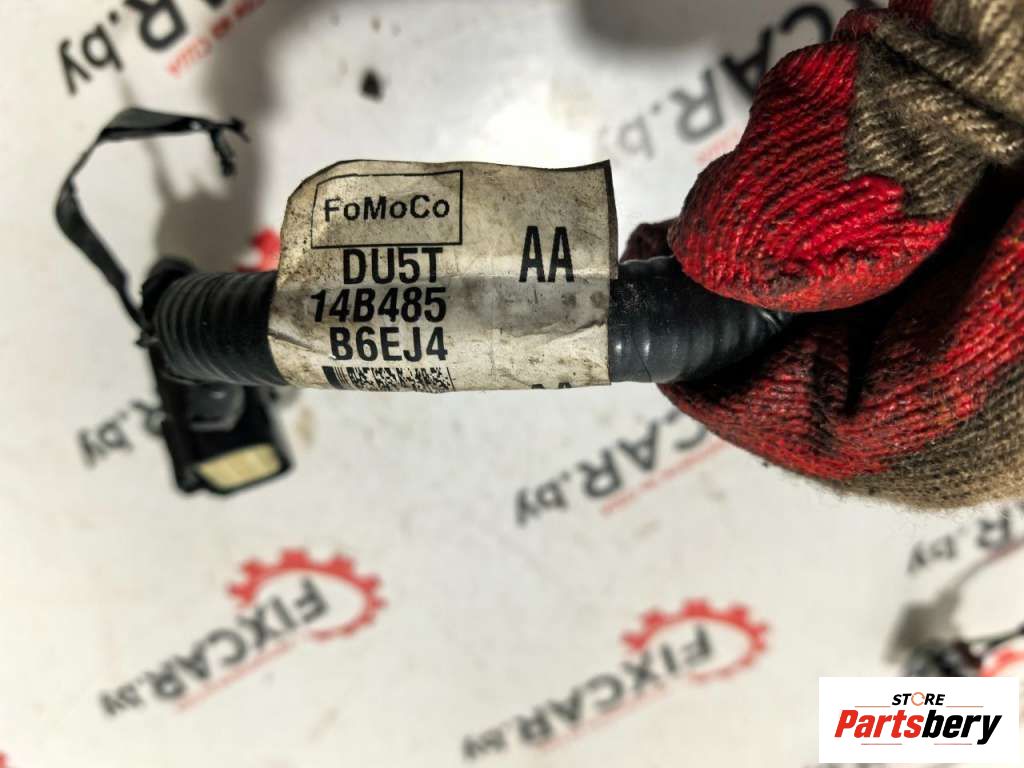 FoMoCo
DU5T
14B485
B6EJ4
AA
FIXCAR.by
FIXCAR.by
STORE
Partsbery